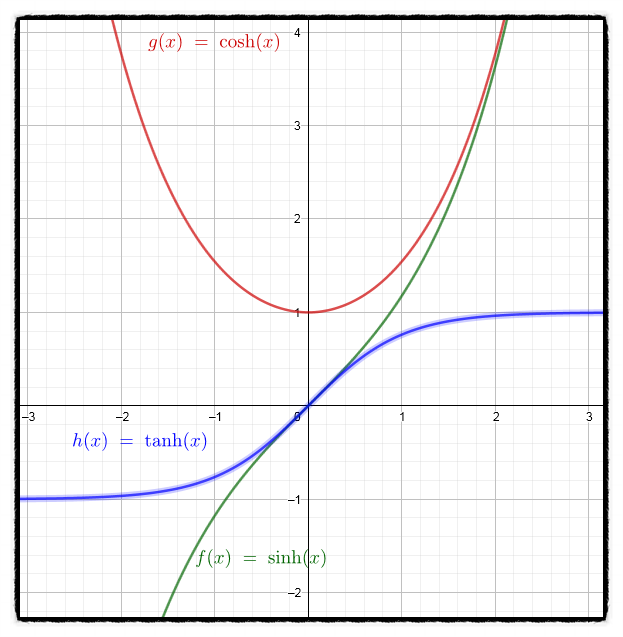 4
g(x) = cosh(x)
3
2
1
−3 −2 −1 0 1 2 3
h(x) = tanh(x)
−1
f(x) = sinh(x)
−2